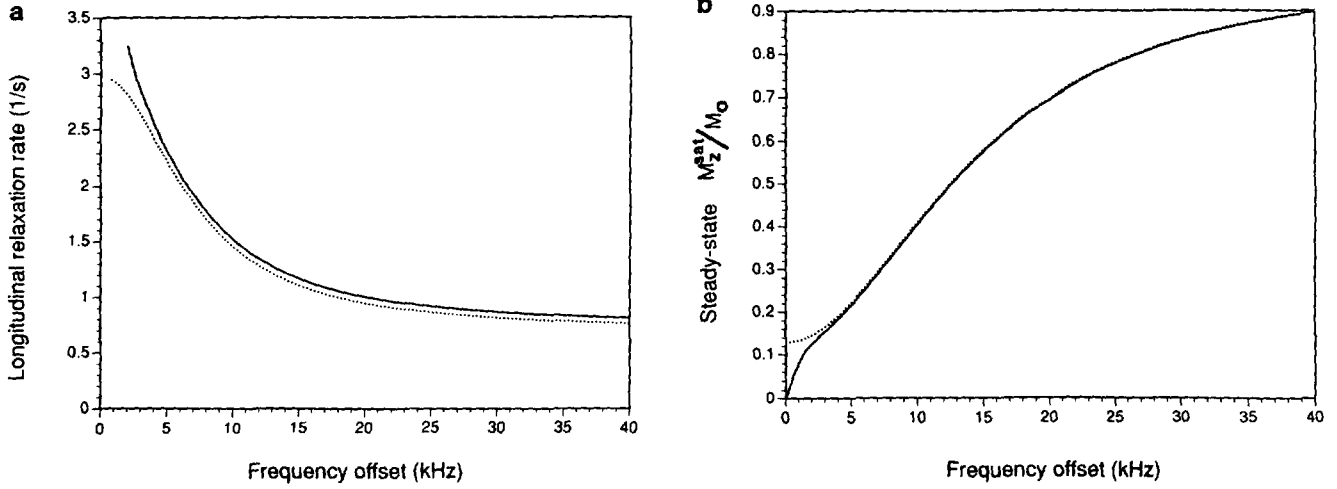 a
Longitudinal relaxation rate (1/s)
3.5
3
2.5
2
1.5
1
0.5
0
0 5 10 15 20 25 30 35 40
Frequency offset (kHz)
b
Steady-state M_z^sat/M_o
0.9
0.8
0.7
0.6
0.5
0.4
0.3
0.2
0.1
0
0 5 10 15 20 25 30 35 40
Frequency offset (kHz)